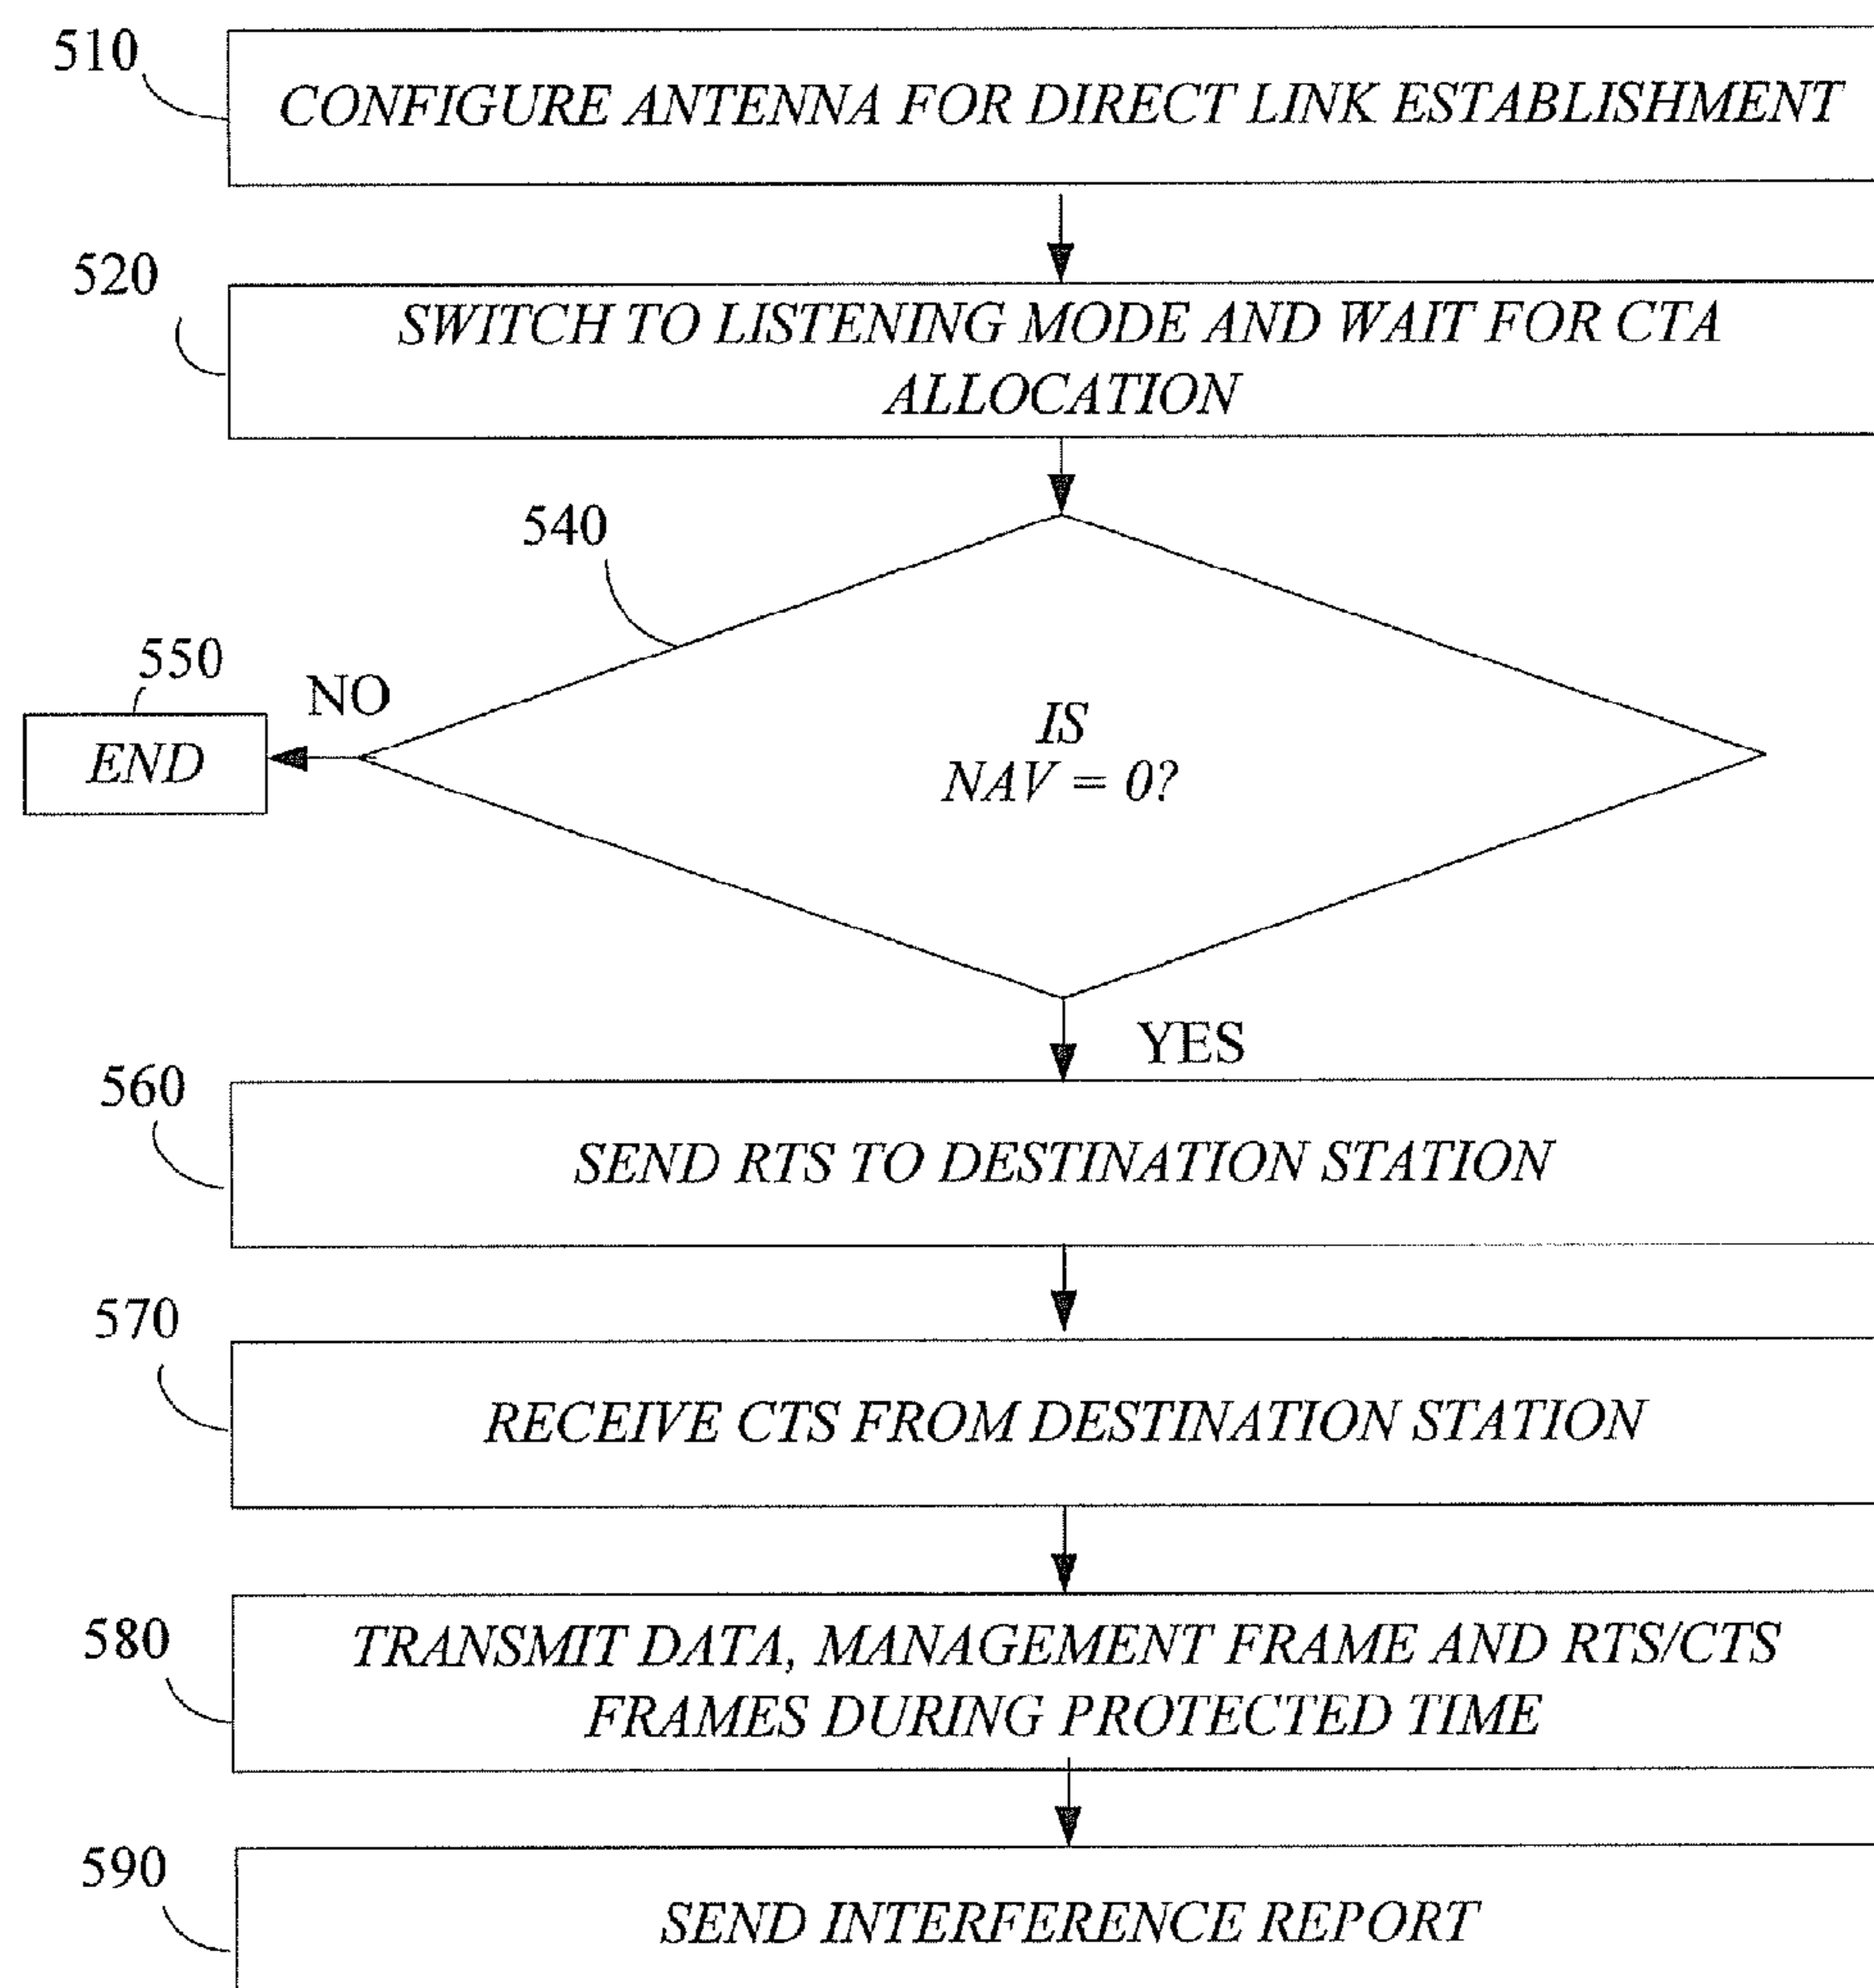 510
CONFIGURE ANTENNA FOR DIRECT LINK ESTABLISHMENT
520
SWITCH TO LISTENING MODE AND WAIT FOR CTA
ALLOCATION
540
550
NO
END
IS
NAV = 0?
YES
560
SEND RTS TO DESTINATION STATION
570
RECEIVE CTS FROM DESTINATION STATION
580
TRANSMIT DATA, MANAGEMENT FRAME AND RTS/CTS
FRAMES DURING PROTECTED TIME
590
SEND INTERFERENCE REPORT